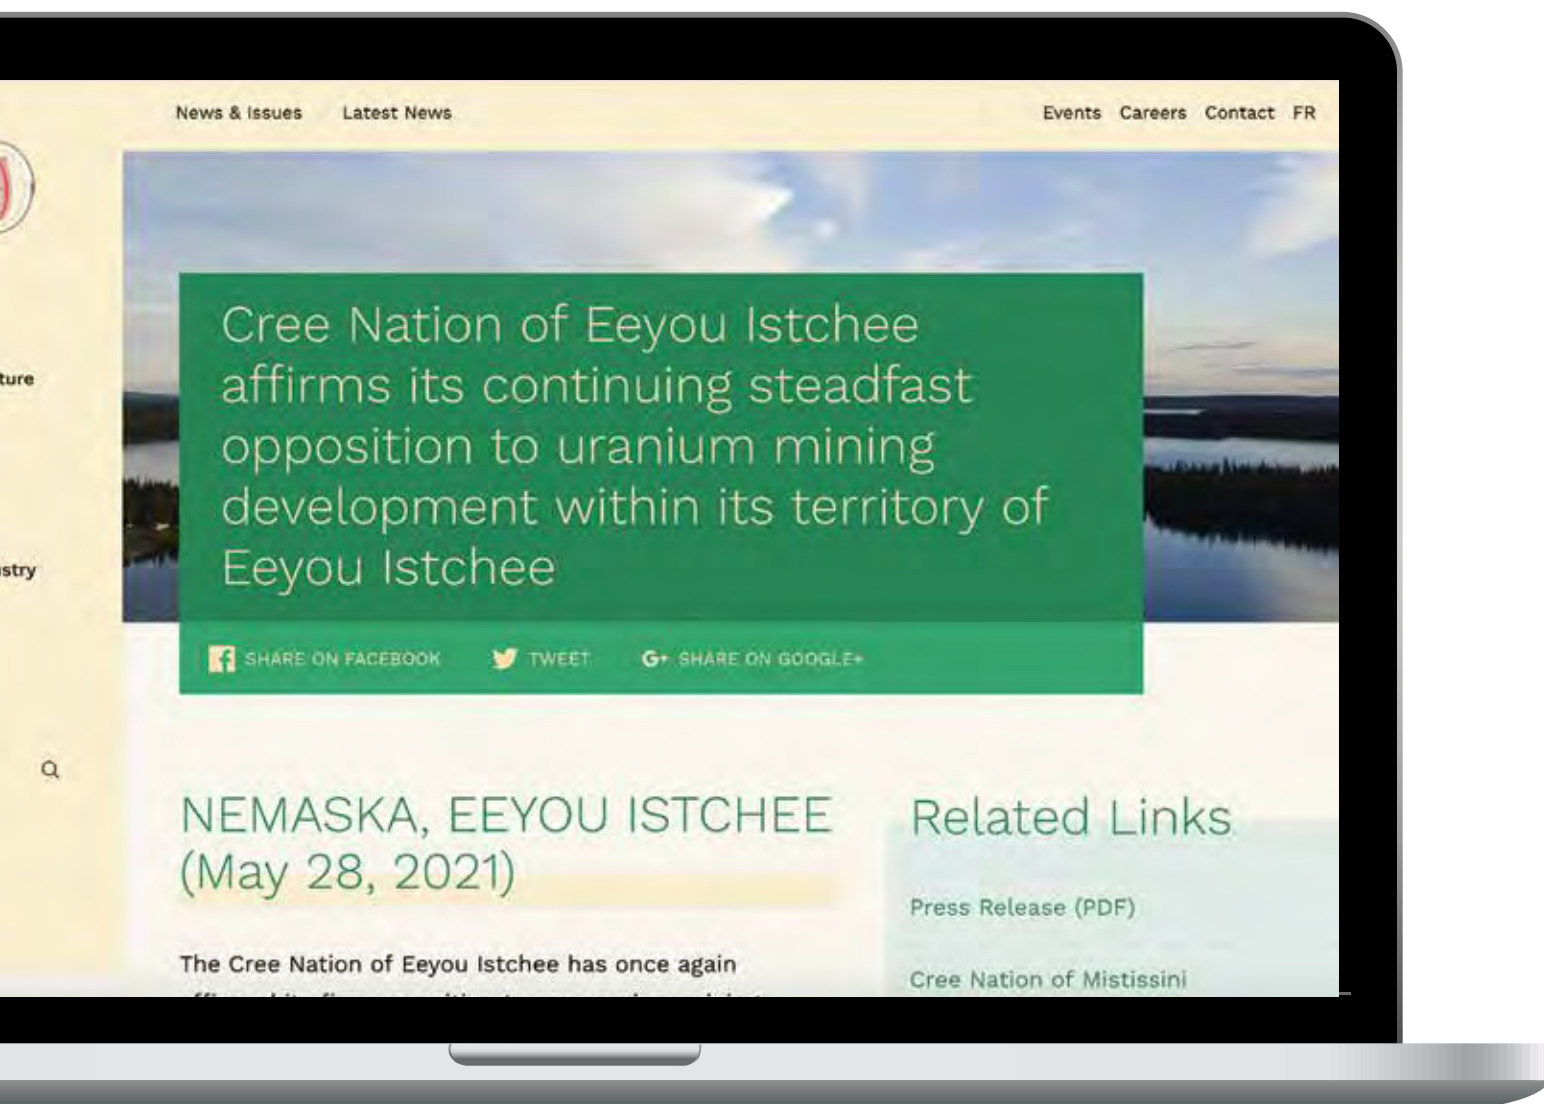 News & Issues Latest News
Events Careers Contact FR
ture
stry
Cree Nation of Eeyou Istchee
affirms its continuing steadfast
opposition to uranium mining
development within its territory of
Eeyou Istchee
SHARE ON FACEBOOK TWEET G+ SHARE ON GOOGLE+
NEMASKA, EEYOU ISTCHEE
(May 28, 2021)
The Cree Nation of Eeyou Istchee has once again
Related Links
Press Release (PDF)
Cree Nation of Mistissini